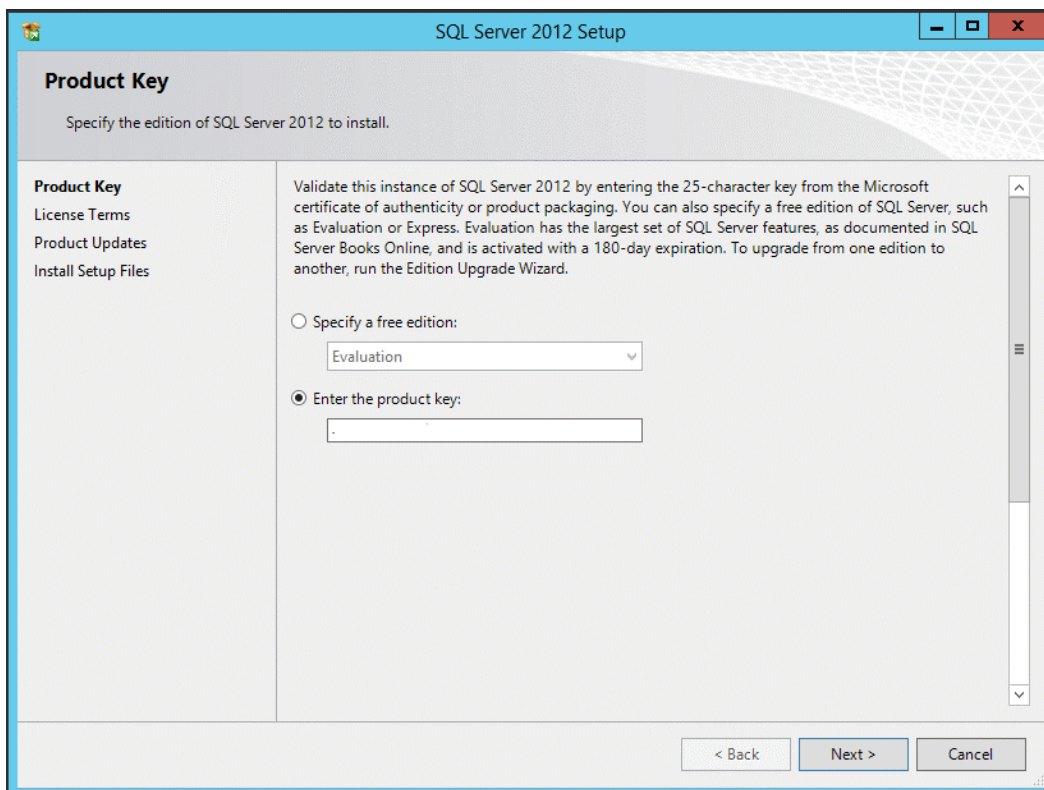 SQL Server 2012 Setup
Product Key
Specify the edition of SQL Server 2012 to install.
Product Key
License Terms
Product Updates
Install Setup Files
Validate this instance of SQL Server 2012 by entering the 25-character key from the Microsoft
certificate of authenticity or product packaging. You can also specify a free edition of SQL Server, such
as Evaluation or Express. Evaluation has the largest set of SQL Server features, as documented in SQL
Server Books Online, and is activated with a 180-day expiration. To upgrade from one edition to
another, run the Edition Upgrade Wizard.
Specify a free edition:
Evaluation
Enter the product key:
< Back
Next >
Cancel